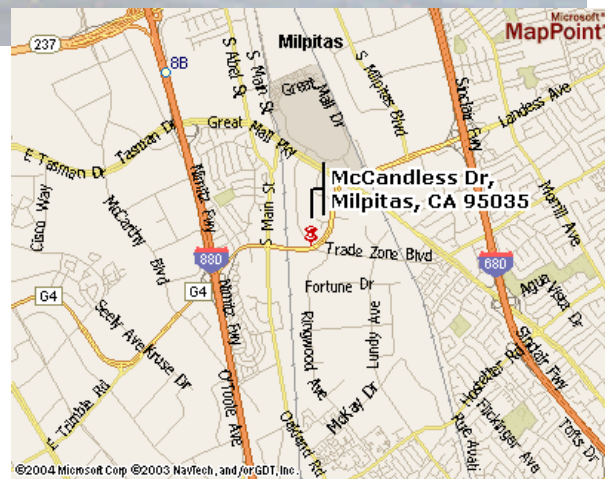 Microsoft®
MapPoint®
237
8B
Milpitas
S Abel St
S Main St
Great Mall Dr
S Milpitas Blvd
Sinclair Fwy
Landess Ave
E Tasman Dr
Tasman Dr
Great Mall Pky
McCandless Dr,
Milpitas, CA 95035
Morrill Ave
Cisco Way
McCarthy Blvd
Nimitz Fwy
S Main St
880
Trade Zone Blvd
680
G4
G4
Nimitz Fwy
Fortune Dr
Agua Vista Dr
Seely Ave
Kruse Dr
Ringwood Ave
Lundy Ave
Sinclair Fwy
E Trimble Rd
O'Toole Ave
McKay Dr
Hostetter Rd
Oakland Rd
Rue Avati
Flickinger Ave
Tofts Dr
©2004 Microsoft Corp ©2003 NavTech, and/or GDT, Inc.